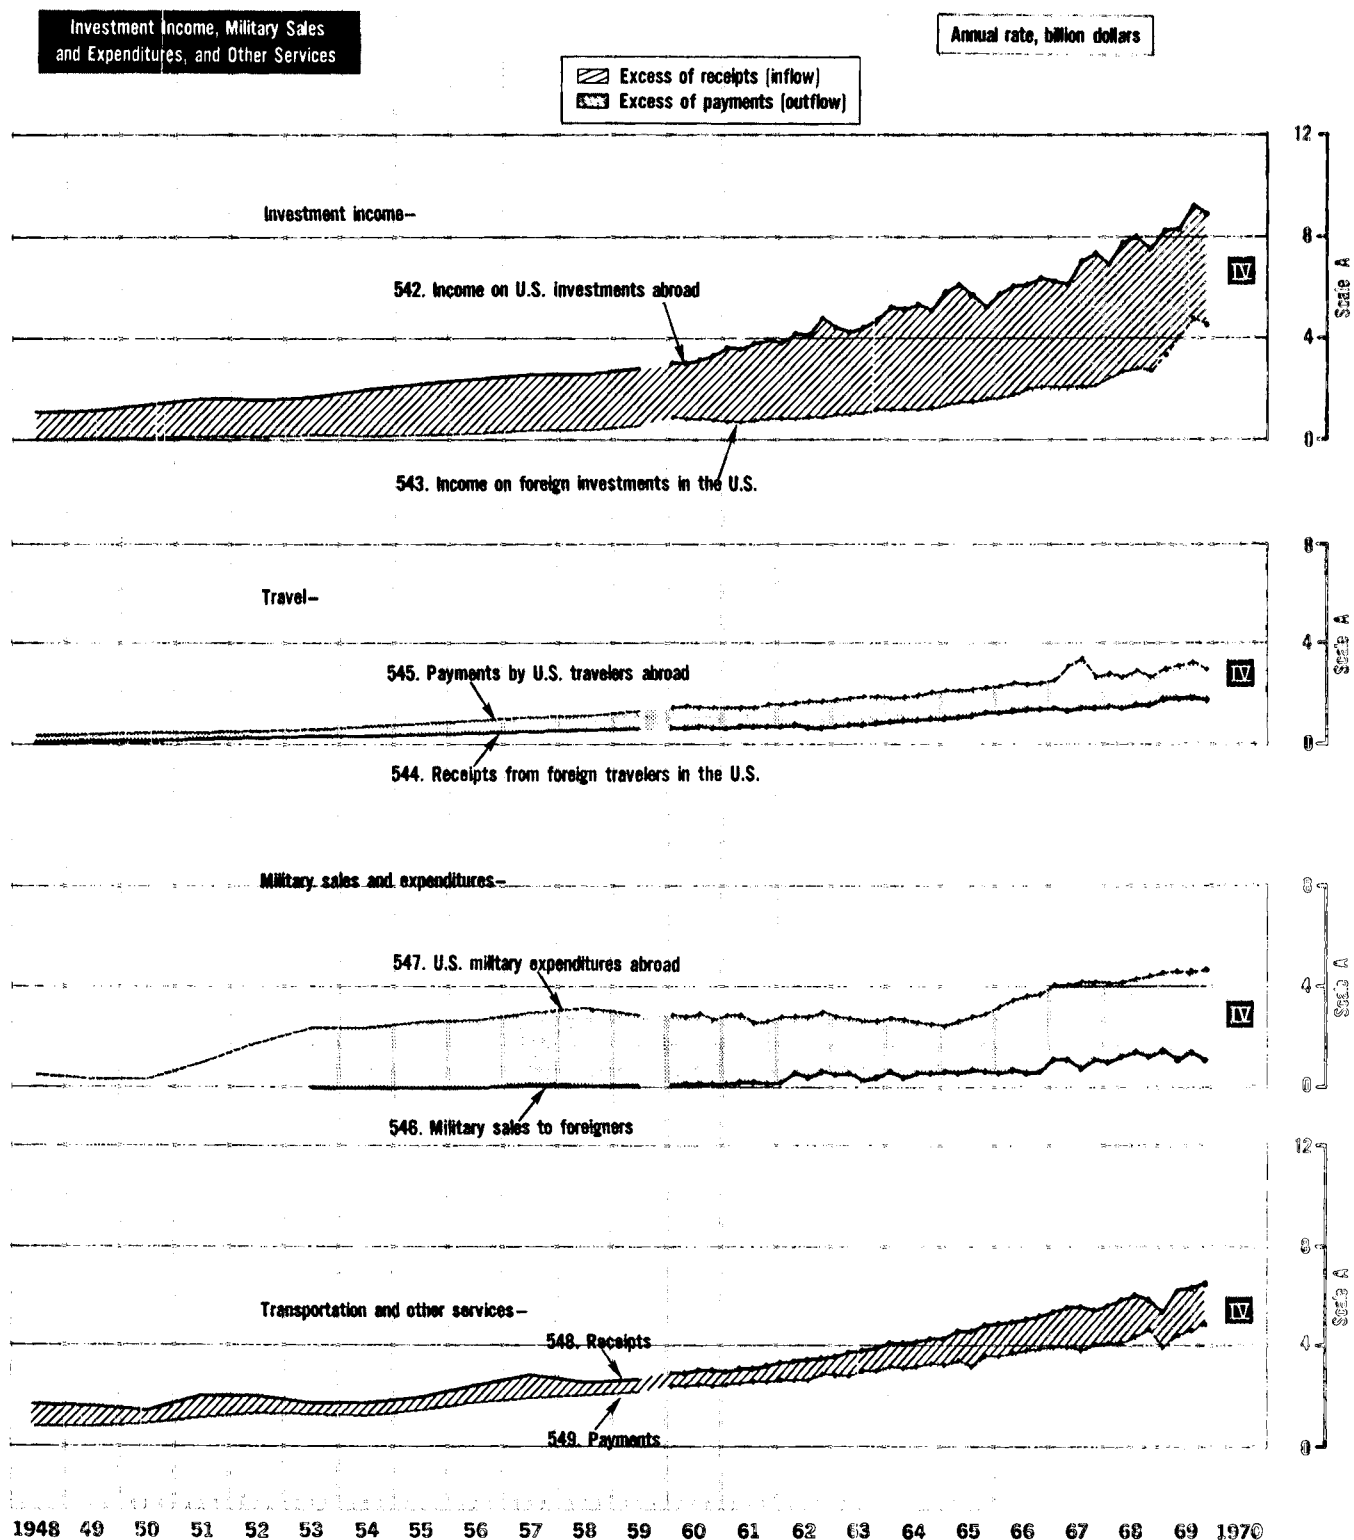 Investment Income, Military Sales
and Expenditures, and Other Services
Annual rate, billion dollars
Excess of receipts (inflow)
Excess of payments (outflow)
12
Investment income—
8
542. Income on U.S. investments abroad
IV
Scale A
4
0
543. Income on foreign investments in the U.S.
8
Travel—
Scale A
4
545. Payments by U.S. travelers abroad
IV
0
544. Receipts from foreign travelers in the U.S.
Military sales and expenditures—
8
547. U.S. military expenditures abroad
Scale A
4
IV
0
546. Military sales to foreigners
12
8
Transportation and other services—
IV
Scale A
548. Receipts
4
549. Payments
0
1948 49 50 51 52 53 54 55 56 57 58 59 60 61 62 63 64 65 66 67 68 69 1970